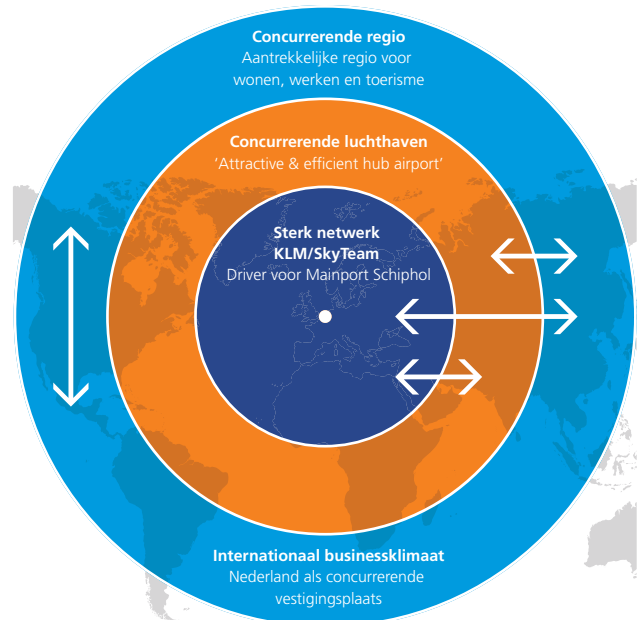 Concurrerende regio
Aantrekkelijke regio voor
wonen, werken en toerisme
Concurrerende luchthaven
‘Attractive & efficient hub airport’
Sterk netwerk
KLM/SkyTeam
Driver voor Mainport Schiphol
Internationaal businessklimaat
Nederland als concurrerende
vestigingsplaats